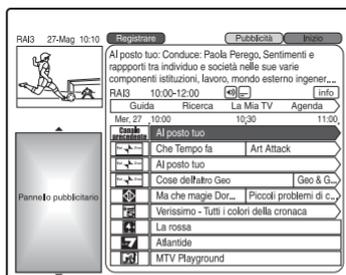 RAI3 27-Mag 10:10
Registrare Pubblicità Inizio
Al posto tuo: Conduce: Paola Perego, Sentimenti e
rappporti tra individuo e società nelle sue varie
componenti istituzioni, lavoro, mondo esterno ingener....
RAI3 10:00-12:00 info
Guida Ricerca La Mia TV Agenda
Mer, 27 10:00 10:30 11:00
Canale precedente Al posto tuo
Che Tempo fa Art Attack
Al posto tuo
Cose dell'altro Geo Geo & G...
Ma che magie Dor... Piccoli problemi di c...
Verissimo - Tutti i colori della cronaca
La rossa
Atlantide
MTV Playground
Pannello pubblicitario